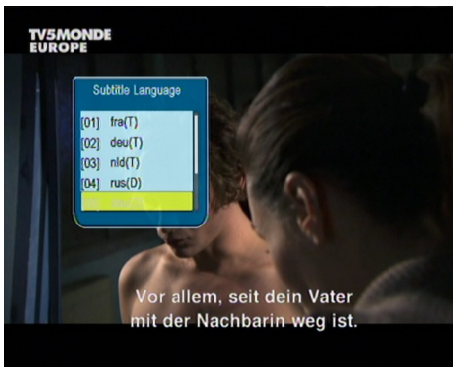 TV5MONDE
EUROPE
Subtitle Language
[01] fra(T)
[02] deu(T)
[03] nld(T)
[04] rus(D)
Vor allem, seit dein Vater
mit der Nachbarin weg ist.